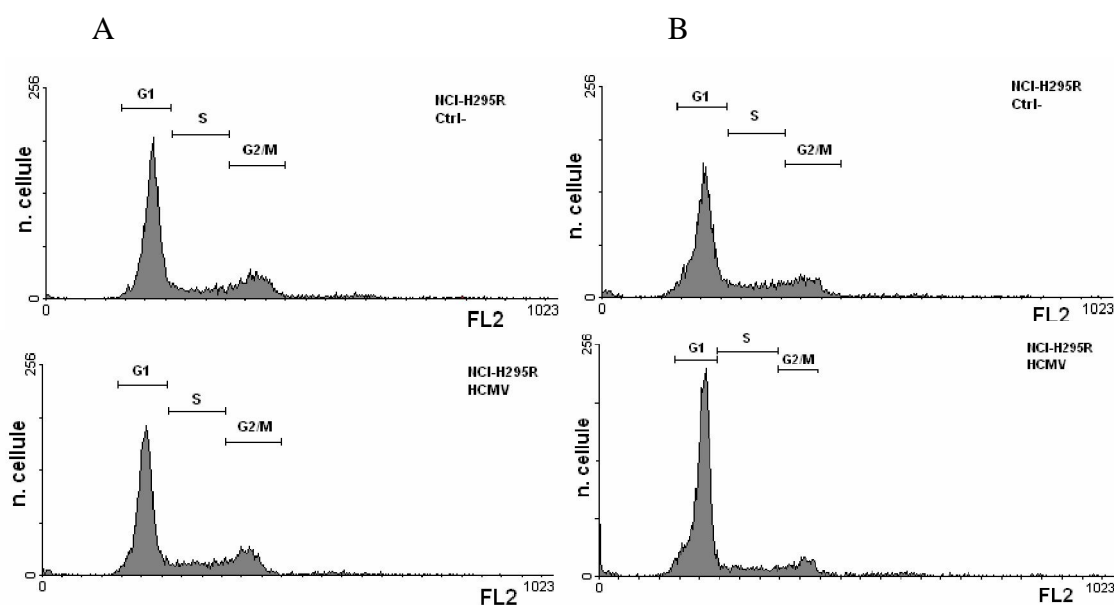 A
B
256
G1
S
G2/M
NCI-H295R
Ctrl-
n. cellule
0
0
FL2
1023
256
G1
S
G2/M
NCI-H295R
Ctrl-
n. cellule
0
0
FL2
1023
256
G1
S
G2/M
NCI-H295R
HCMV
n. cellule
0
0
FL2
1023
256
G1
S
G2/M
NCI-H295R
HCMV
n. cellule
0
0
FL2
1023